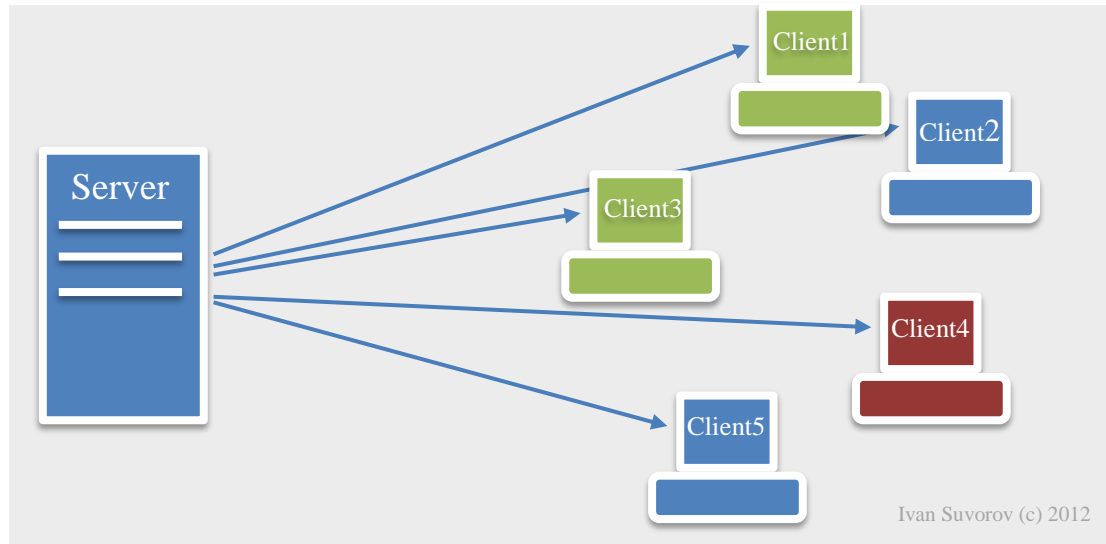 Client1
Client2
Server
Client3
Client4
Client5
Ivan Suvorov (c) 2012